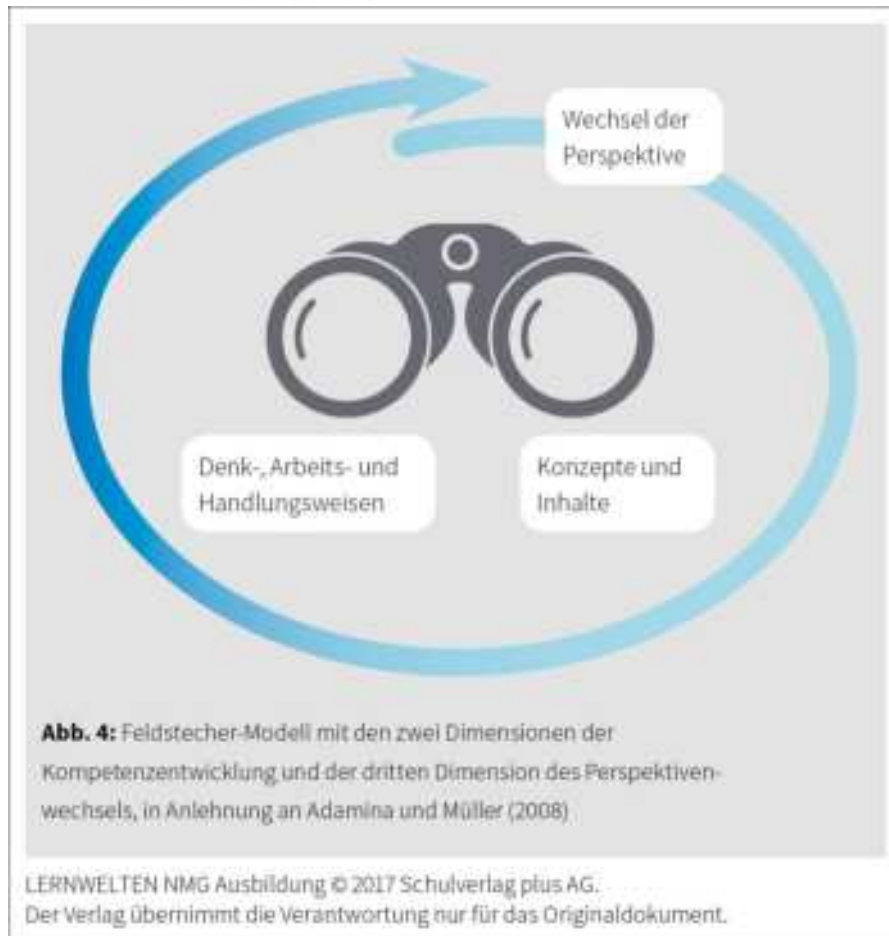 Wechsel der
Perspektive
Denk-, Arbeits- und
Handlungsweisen
Konzepte und
Inhalte
Abb. 4: Feldstecher-Modell mit den zwei Dimensionen der
Kompetenzentwicklung und der dritten Dimension des Perspektiven-
wechsels, in Anlehnung an Adamina und Müller (2008)
LERNWELTEN NMG Ausbildung © 2017 Schulverlag plus AG.
Der Verlag übernimmt die Verantwortung nur für das Originaldokument.